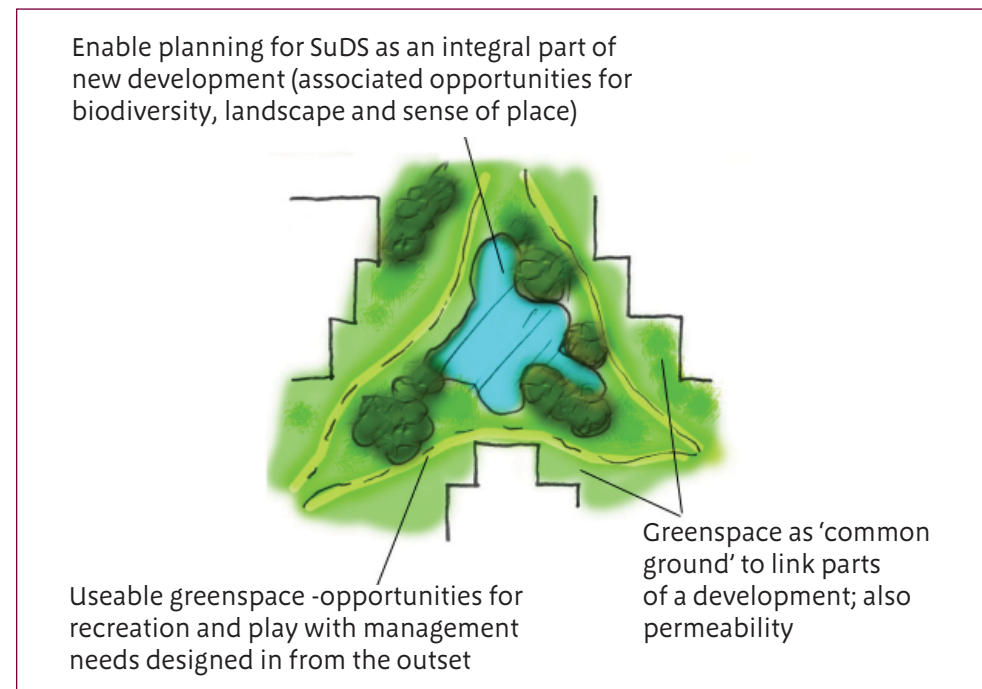 Enable planning for SuDS as an integral part of
new development (associated opportunities for
biodiversity, landscape and sense of place)
Greenspace as ‘common
ground’ to link parts
of a development; also
permeability
Useable greenspace -opportunities for
recreation and play with management
needs designed in from the outset